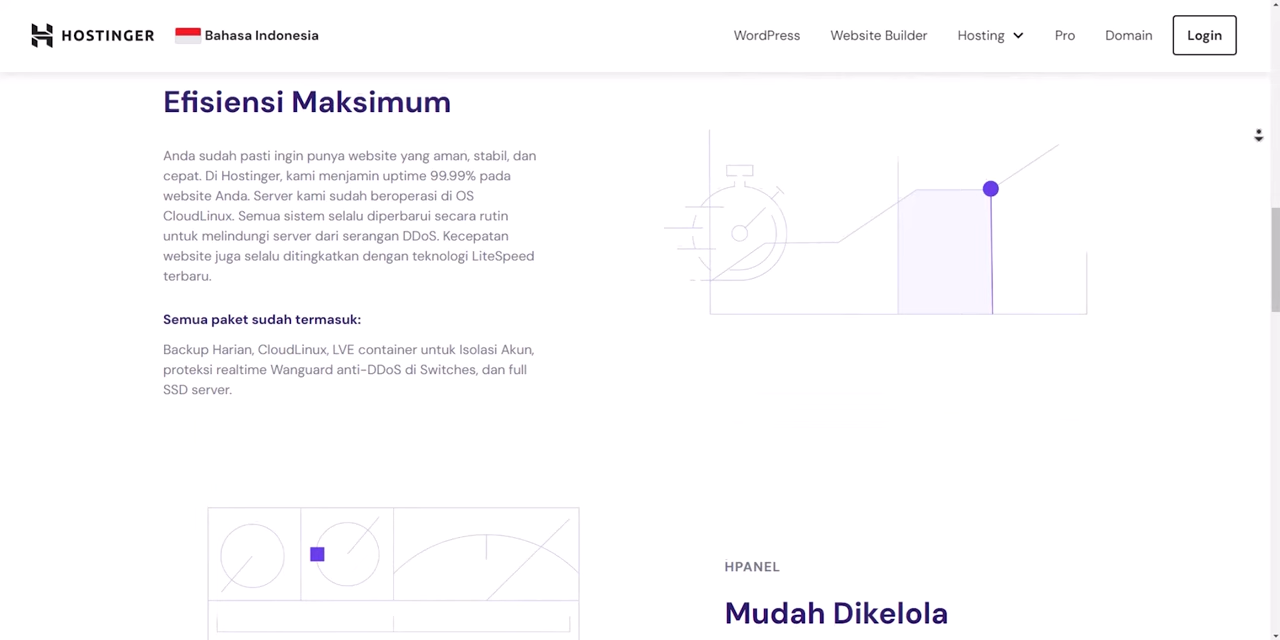 HOSTINGER
Bahasa Indonesia
WordPress
Website Builder
Hosting
Pro
Domain
Login
Efisiensi Maksimum
Anda sudah pasti ingin punya website yang aman, stabil, dan
cepat. Di Hostinger, kami menjamin uptime 99.99% pada
website Anda. Server kami sudah beroperasi di OS
CloudLinux. Semua sistem selalu diperbarui secara rutin
untuk melindungi server dari serangan DDoS. Kecepatan
website juga selalu ditingkatkan dengan teknologi LiteSpeed
terbaru.
Semua paket sudah termasuk:
Backup Harian, CloudLinux, LVE container untuk Isolasi Akun,
proteksi realtime Wanguard anti-DDoS di Switches, dan full
SSD server.
HPANEL
Mudah Dikelola